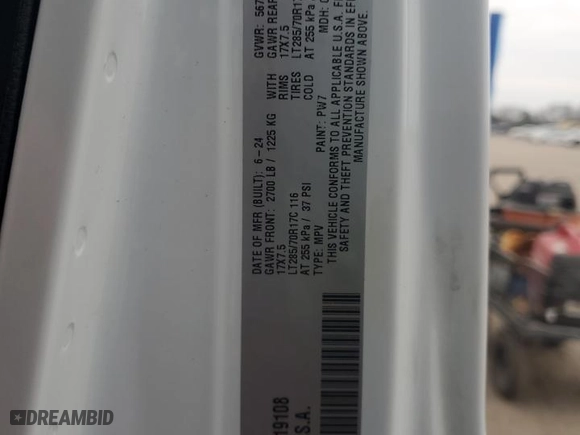 DATE OF MFR (BUILT): 6-24 GVWR: 567
GAWR FRONT: 2700 LB / 1225 KG WITH GAWR REAR
17X7.5 RIMS 17X7.5
LT285/70R17C 116 TIRES LT285/70R17
AT 255 kPa / 37 PSI COLD AT 255 kPa
TYPE: MPV PAINT: PW7 MDH:
THIS VEHICLE CONFORMS TO ALL APPLICABLE U.S.A.
SAFETY AND THEFT PREVENTION STANDARDS IN EFF
MANUFACTURE SHOWN ABOVE.
19108
S.A.
DREAMBID